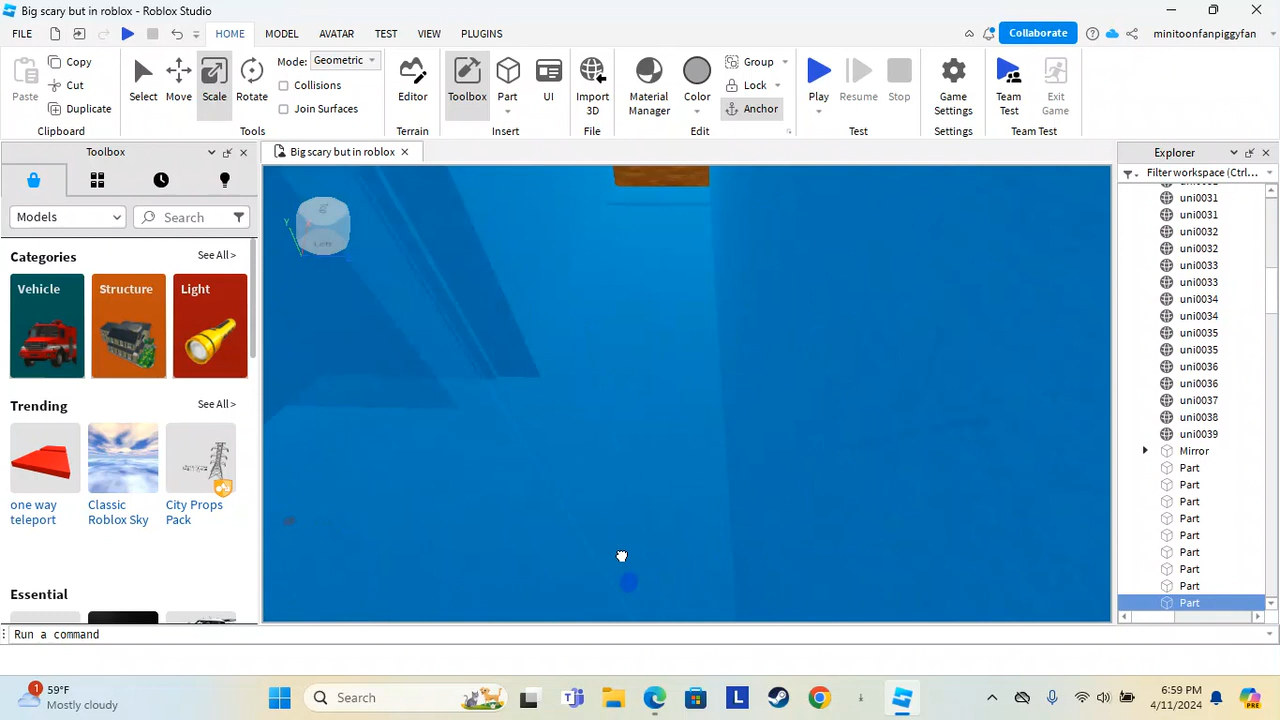 Big scary but in roblox - Roblox Studio
FILE HOME MODEL AVATAR TEST VIEW PLUGINS Collaborate minitoonfanpiggyfan
Paste Copy Cut Duplicate Clipboard
Select Move Scale Rotate Mode: Geometric Collisions Join Surfaces Tools
Editor Terrain
Toolbox Part UI Insert
Import 3D File
Material Manager Color Group Lock Anchor Edit
Play Resume Stop Test
Game Settings Settings
Team Test Exit Game Team Test
Toolbox
Big scary but in roblox
Explorer
Models Search
Filter workspace (Ctrl...
Categories See All >
Vehicle Structure Light
Trending See All >
one way teleport
Classic Roblox Sky
City Props Pack
Essential See All >
Y
Left
uni0031
uni0031
uni0032
uni0032
uni0033
uni0033
uni0034
uni0034
uni0035
uni0035
uni0036
uni0036
uni0037
uni0038
uni0039
Mirror
Part
Part
Part
Part
Part
Part
Part
Part
Part
Run a command
1 59°F
Mostly cloudy
Search
L
6:59 PM
4/11/2024
PRE